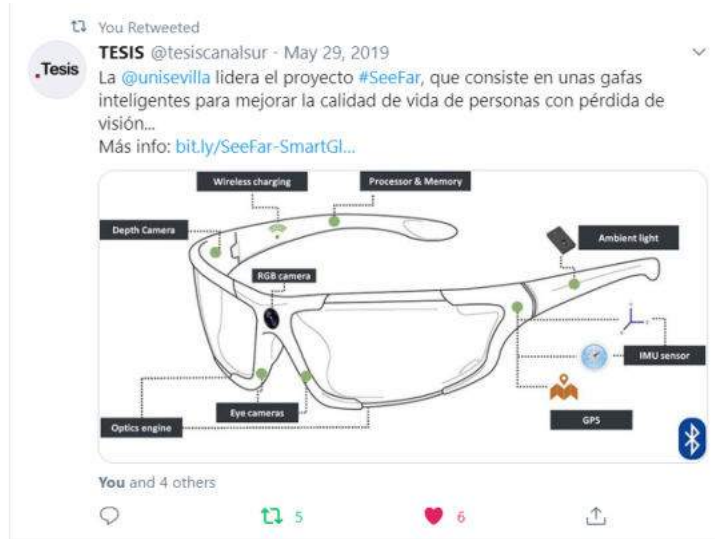 You Retweeted
.Tesis
TESIS @tesiscanalsur · May 29, 2019
La @unisevilla lidera el proyecto #SeeFar, que consiste en unas gafas
inteligentes para mejorar la calidad de vida de personas con pérdida de
visión...
Más info: bit.ly/SeeFar-SmartGl...
Wireless charging
Processor & Memory
Depth Camera
Ambient light
RGB camera
IMU sensor
Eye cameras
GPS
Optics engine
You and 4 others
5
6